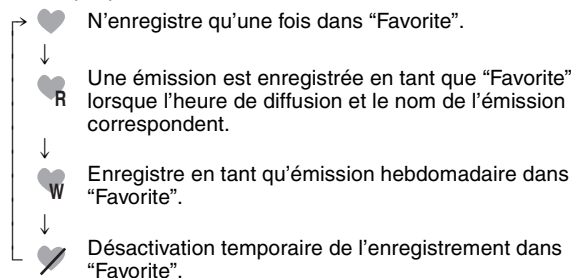 N’enregistre qu’une fois dans “Favorite”.
R
Une émission est enregistrée en tant que “Favorite”
lorsque l’heure de diffusion et le nom de l’émission
correspondent.
W
Enregistre en tant qu’émission hebdomadaire dans
“Favorite”.
Désactivation temporaire de l’enregistrement dans
“Favorite”.